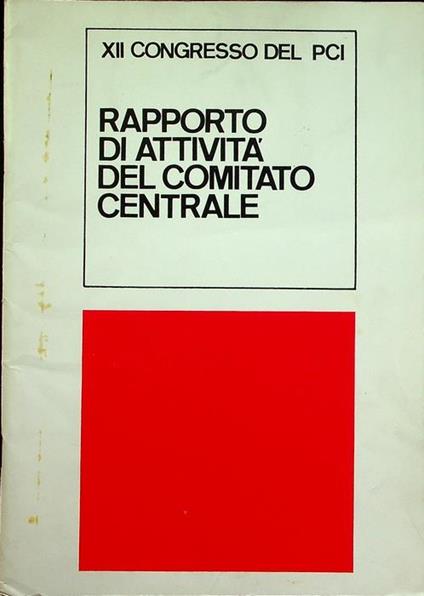 XII CONGRESSO DEL PCI
RAPPORTO
DI ATTIVITÀ
DEL COMITATO
CENTRALE